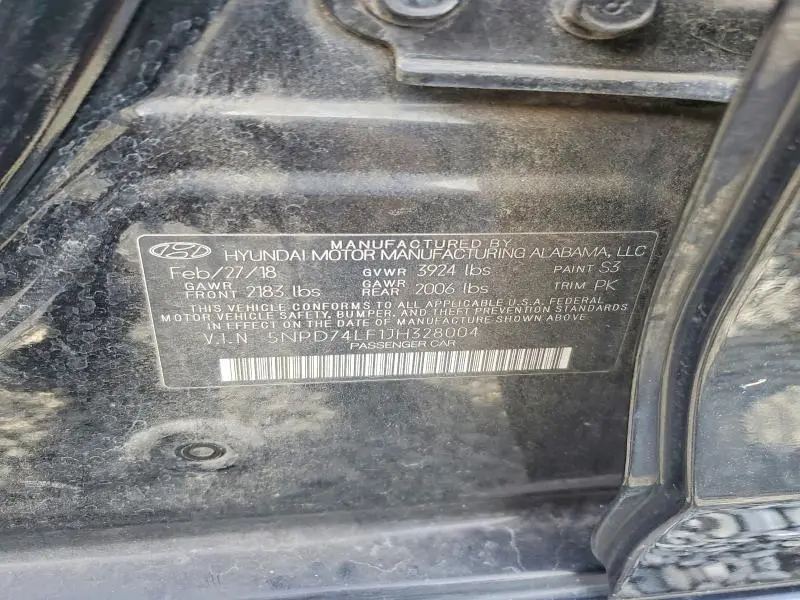 MANUFACTURED BY
HYUNDAI MOTOR MANUFACTURING ALABAMA, LLC
Feb/27/18 GVWR 3924 lbs PAINT S3
GAWR FRONT 2183 lbs GAWR REAR 2006 lbs TRIM PK
THIS VEHICLE CONFORMS TO ALL APPLICABLE U.S.A. FEDERAL
MOTOR VEHICLE SAFETY, BUMPER, AND THEFT PREVENTION STANDARDS
IN EFFECT ON THE DATE OF MANUFACTURE SHOWN ABOVE.
V.I.N 5NPD74LF1JH328004
PASSENGER CAR